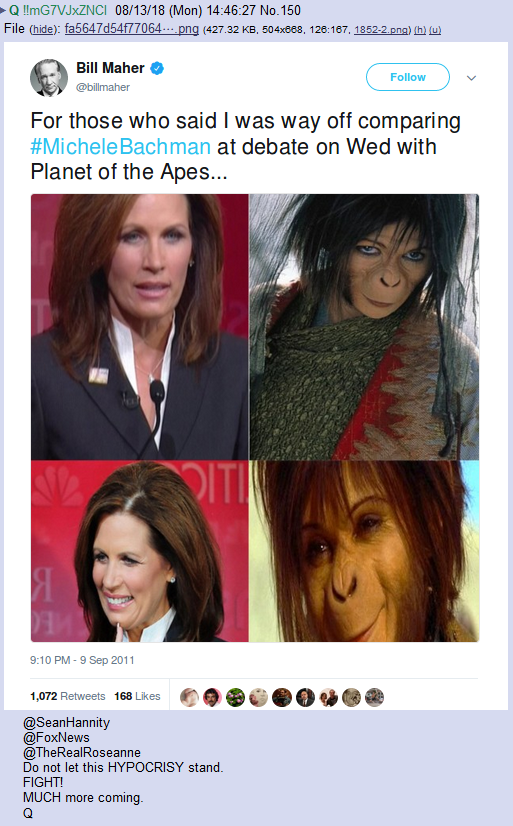 Q !!mG7VJxZNCI 08/13/18 (Mon) 14:46:27 No.150
File (hide): fa5647d54f77064⋯.png (427.32 KB, 504x668, 126:167, 1852-2.png) (h) (u)
Bill Maher
@billmaher
Follow
For those who said I was way off comparing
#MicheleBachman at debate on Wed with
Planet of the Apes...
9:10 PM - 9 Sep 2011
1,072 Retweets 168 Likes
@SeanHannity
@FoxNews
@TheRealRoseanne
Do not let this HYPOCRISY stand.
FIGHT!
MUCH more coming.
Q